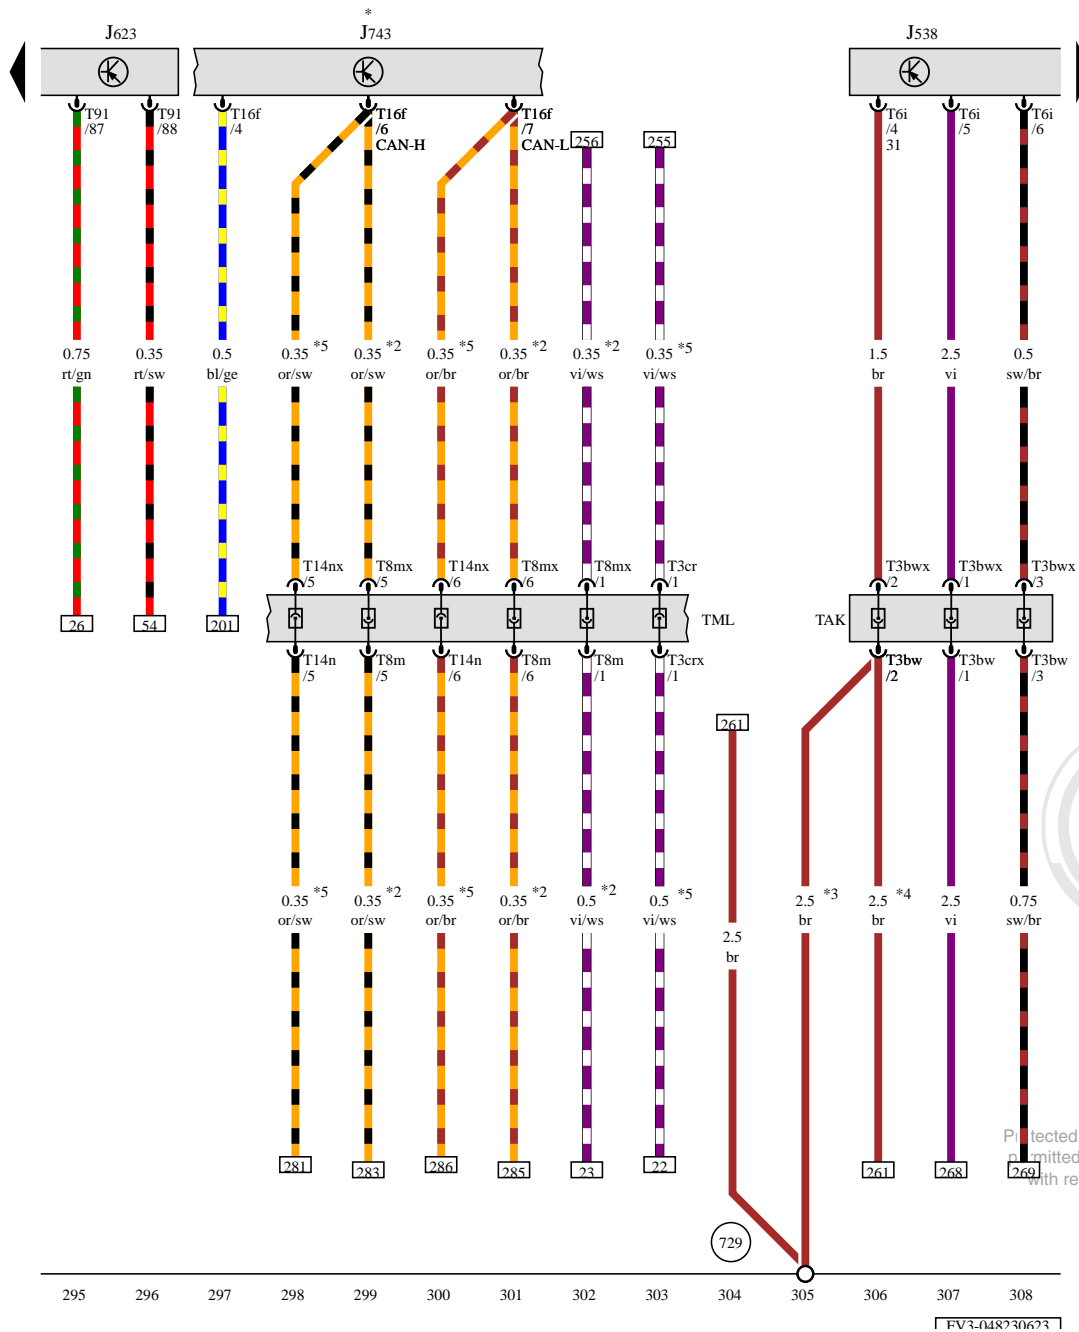 *
J623 J743 J538
T91 T91 T16f T16f T16f T6i T6i T6i
/87 /88 /4 /6 /7 /4 /5 /6
CAN-H CAN-L 31
256 255
*5 *2 *5 *2 *2 *5
0.75 0.35 0.5 0.35 0.35 0.35 0.35 0.35 0.35 1.5 2.5 0.5
rt/gn rt/sw bl/ge or/sw or/sw or/br or/br vi/ws vi/ws br vi sw/br
T14nx T8mx T14nx T8mx T8mx T3cr T3bwx T3bwx T3bwx
/5 /5 /6 /6 /1 /1 /2 /1 /3
26 54 201 TML TAK
T14n T8m T14n T8m T8m T3crx T3bw T3bw T3bw
/5 /5 /6 /6 /1 /1 /2 /1 /3
261
*5 *2 *5 *2 *2 *5 *3 *4
0.35 0.35 0.35 0.35 0.5 0.5 2.5 2.5 2.5 0.75
or/sw or/sw or/br or/br vi/ws vi/ws br br vi sw/br
2.5
br
281 283 286 285 23 22 261 268 269
729
295 296 297 298 299 300 301 302 303 304 305 306 307 308
FV3-048230623